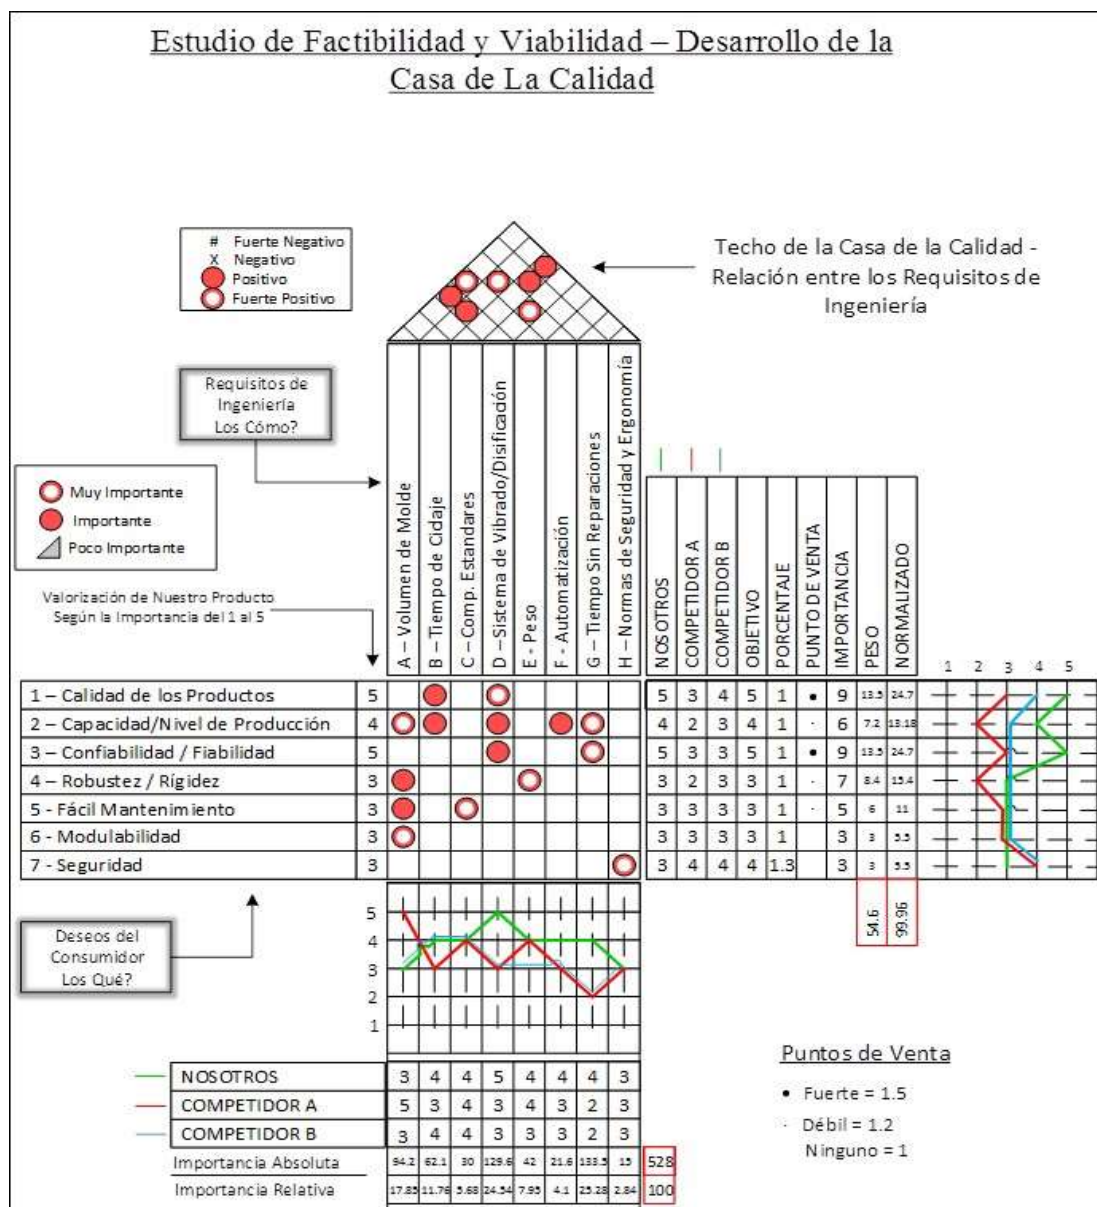 Estudio de Factibilidad y Viabilidad – Desarrollo de la
Casa de La Calidad
# Fuerte Negativo
X Negativo
Positivo
Fuerte Positivo
Techo de la Casa de la Calidad -
Relación entre los Requisitos de
Ingeniería
Requisitos de
Ingeniería
Los Cómo?
Muy Importante
Importante
Poco Importante
Valorización de Nuestro Producto
Según la Importancia del 1 al 5
A – Volumen de Molde
B – Tiempo de Cidaje
C – Comp. Estandares
D – Sistema de Vibrado/Disificación
E - Peso
F - Automatización
G – Tiempo Sin Reparaciones
H – Normas de Seguridad y Ergonomía
NOSOTROS
COMPETIDOR A
COMPETIDOR B
OBJETIVO
PORCENTAJE
PUNTO DE VENTA
IMPORTANCIA
PESO
NORMALIZADO
1 2 3 4 5
1 – Calidad de los Productos 5 5 3 4 5 1 • 9 13.5 24.7
2 – Capacidad/Nivel de Producción 4 4 2 3 4 1 · 6 7.2 13.18
3 – Confiabilidad / Fiabilidad 5 5 3 3 5 1 • 9 13.5 24.7
4 – Robustez / Rígidez 3 3 2 3 3 1 · 7 8.4 15.4
5 - Fácil Mantenimiento 3 3 3 3 3 1 · 5 6 11
6 - Modulabilidad 3 3 3 3 3 1 3 3 5.5
7 - Seguridad 3 3 4 4 4 1.3 3 3 5.5
54.6 99.96
Deseos del
Consumidor
Los Qué?
5
4
3
2
1
NOSOTROS 3 4 4 5 4 4 4 3
COMPETIDOR A 5 3 4 3 4 3 2 3
COMPETIDOR B 3 4 4 3 3 3 2 3
Importancia Absoluta 94.2 62.1 30 129.6 42 21.6 133.5 15 528
Importancia Relativa 17.85 11.76 5.68 24.54 7.95 4.1 25.28 2.84 100
Puntos de Venta
• Fuerte = 1.5
· Débil = 1.2
Ninguno = 1